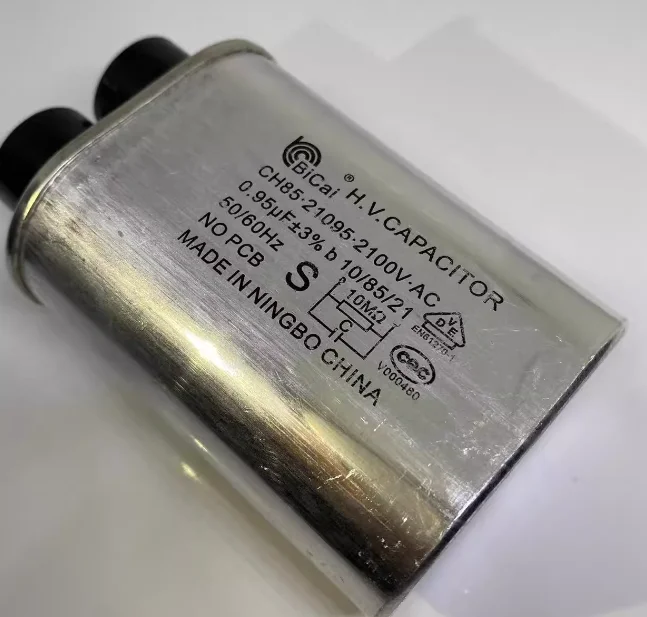 BiCai ® H.V.CAPACITOR
CH85-21095-2100V-AC
0.95μF±3% b 10/85/21
50/60Hz
NO PCB S
10MΩ
C
MADE IN NINGBO CHINA
D V E
EN61270-1
CQC
V000480